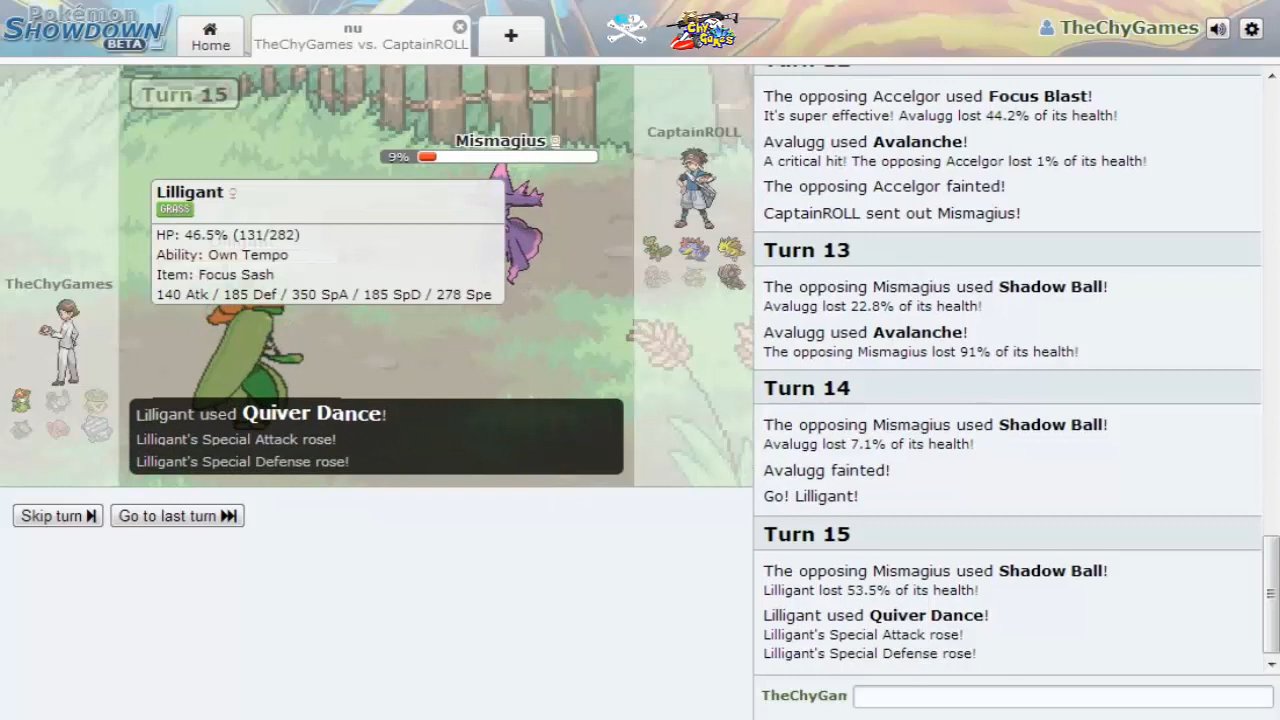 Pokémon
SHOWDOWN!
BETA
Home
nu
TheChyGames vs. CaptainROLL
+
TheChyGames
Turn 15
Mismagius
9%
CaptainROLL
Lilligant ♀
GRASS
HP: 46.5% (131/282)
Ability: Own Tempo
Item: Focus Sash
140 Atk / 185 Def / 350 SpA / 185 SpD / 278 Spe
TheChyGames
Lilligant used Quiver Dance!
Lilligant's Special Attack rose!
Lilligant's Special Defense rose!
Skip turn
Go to last turn
The opposing Accelgor used Focus Blast!
It's super effective! Avalugg lost 44.2% of its health!
Avalugg used Avalanche!
A critical hit! The opposing Accelgor lost 1% of its health!
The opposing Accelgor fainted!
CaptainROLL sent out Mismagius!
Turn 13
The opposing Mismagius used Shadow Ball!
Avalugg lost 22.8% of its health!
Avalugg used Avalanche!
The opposing Mismagius lost 91% of its health!
Turn 14
The opposing Mismagius used Shadow Ball!
Avalugg lost 7.1% of its health!
Avalugg fainted!
Go! Lilligant!
Turn 15
The opposing Mismagius used Shadow Ball!
Lilligant lost 53.5% of its health!
Lilligant used Quiver Dance!
Lilligant's Special Attack rose!
Lilligant's Special Defense rose!
TheChyGam